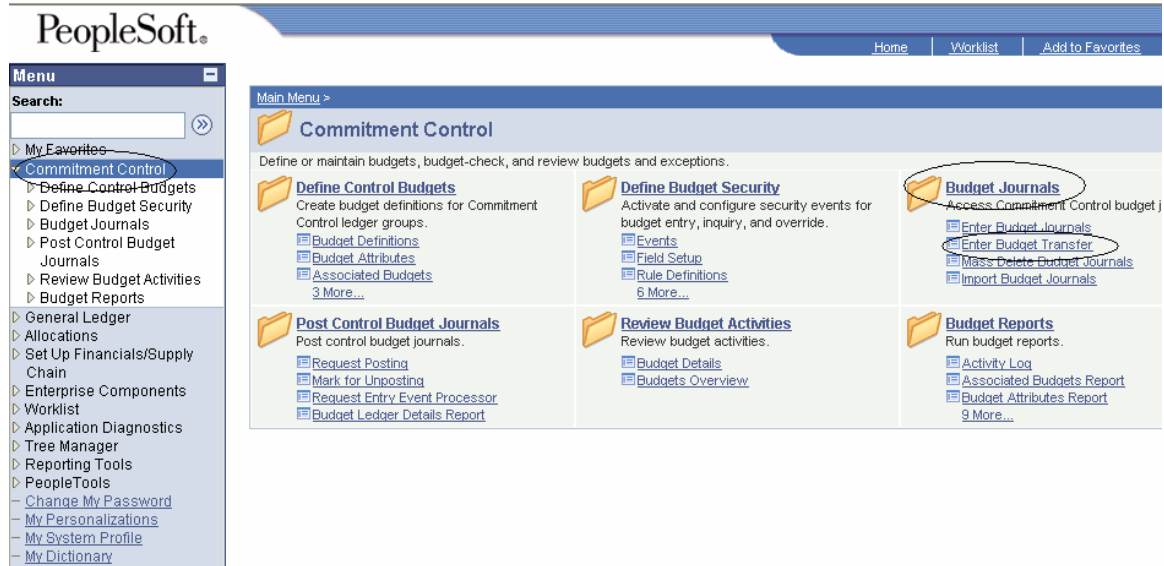 PeopleSoft®
Home Worklist Add to Favorites
Menu
Search:
My Favorites
Commitment Control
Define Control Budgets
Define Budget Security
Budget Journals
Post Control Budget
Journals
Review Budget Activities
Budget Reports
General Ledger
Allocations
Set Up Financials/Supply
Chain
Enterprise Components
Worklist
Application Diagnostics
Tree Manager
Reporting Tools
PeopleTools
Change My Password
My Personalizations
My System Profile
My Dictionary
Main Menu >
Commitment Control
Define or maintain budgets, budget-check, and review budgets and exceptions.
Define Control Budgets
Create budget definitions for Commitment
Control ledger groups.
Budget Definitions
Budget Attributes
Associated Budgets
3 More...
Define Budget Security
Activate and configure security events for
budget entry, inquiry, and override.
Events
Field Setup
Rule Definitions
6 More...
Budget Journals
Access Commitment Control budget j
Enter Budget Journals
Enter Budget Transfer
Mass Delete Budget Journals
Import Budget Journals
Post Control Budget Journals
Post control budget journals.
Request Posting
Mark for Unposting
Request Entry Event Processor
Budget Ledger Details Report
Review Budget Activities
Review budget activities.
Budget Details
Budgets Overview
Budget Reports
Run budget reports.
Activity Log
Associated Budgets Report
Budget Attributes Report
9 More...